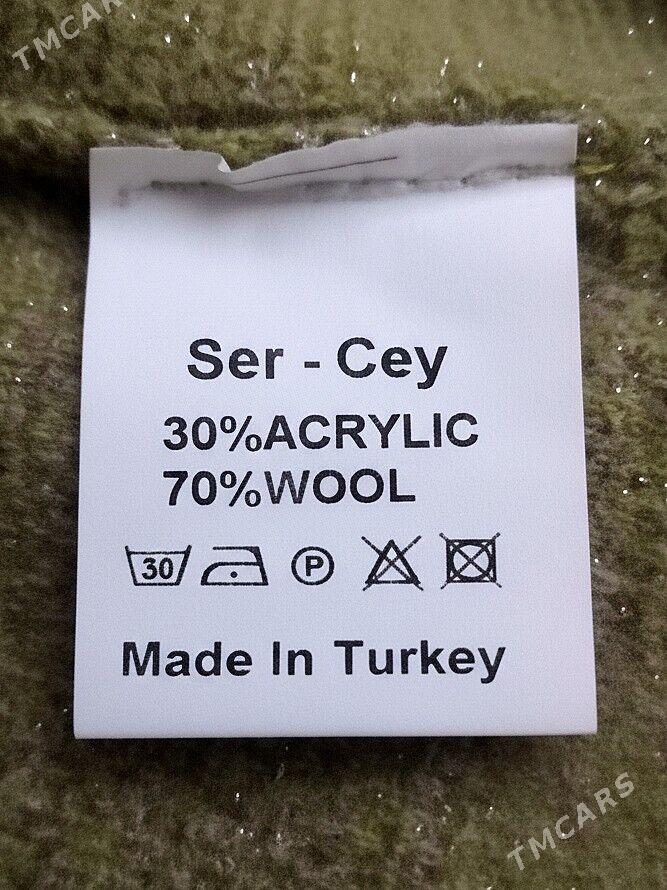 TMCARS
Ser - Cey
30%ACRYLIC
70%WOOL
30 P
Made In Turkey
TMCARS